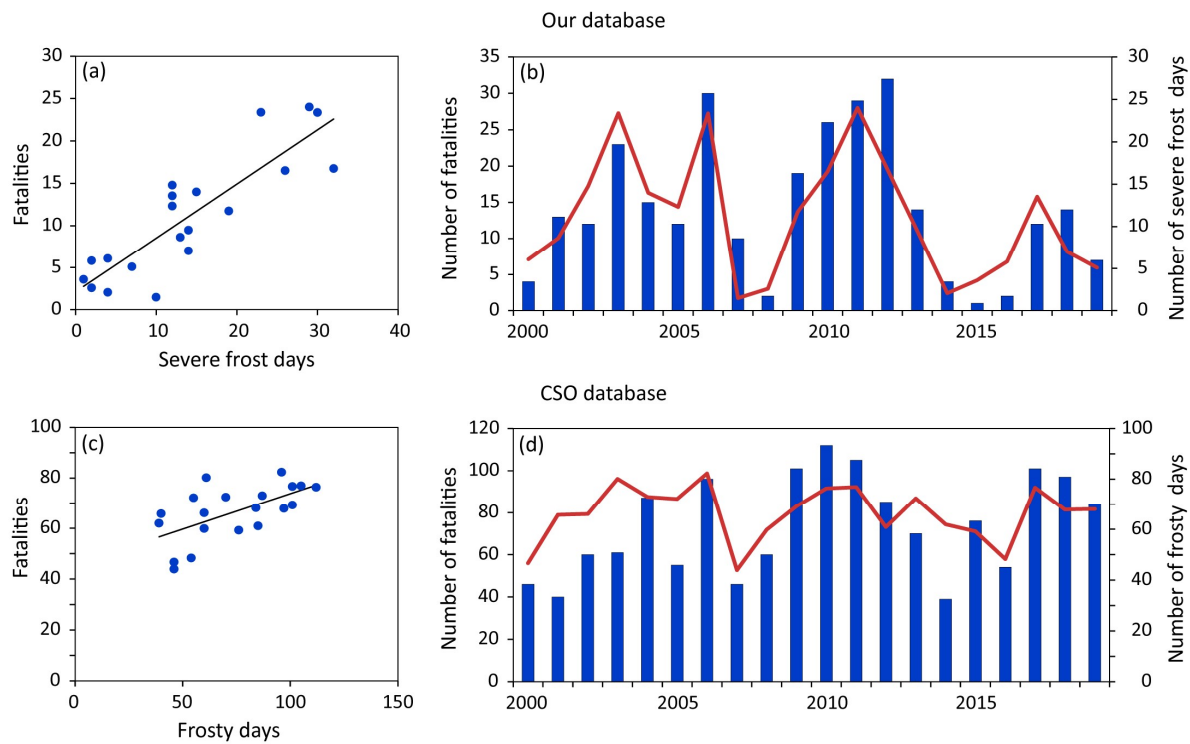 Our database
(a)
30
25
20
15
10
5
0
Fatalities
0 10 20 30 40
Severe frost days
(b)
35
30
25
20
15
10
5
0
Number of fatalities
30
25
20
15
10
5
0
Number of severe frost days
2000 2005 2010 2015
CSO database
(c)
100
80
60
40
20
0
Fatalities
0 50 100 150
Frosty days
(d)
120
100
80
60
40
20
0
Number of fatalities
100
80
60
40
20
0
Number of frosty days
2000 2005 2010 2015